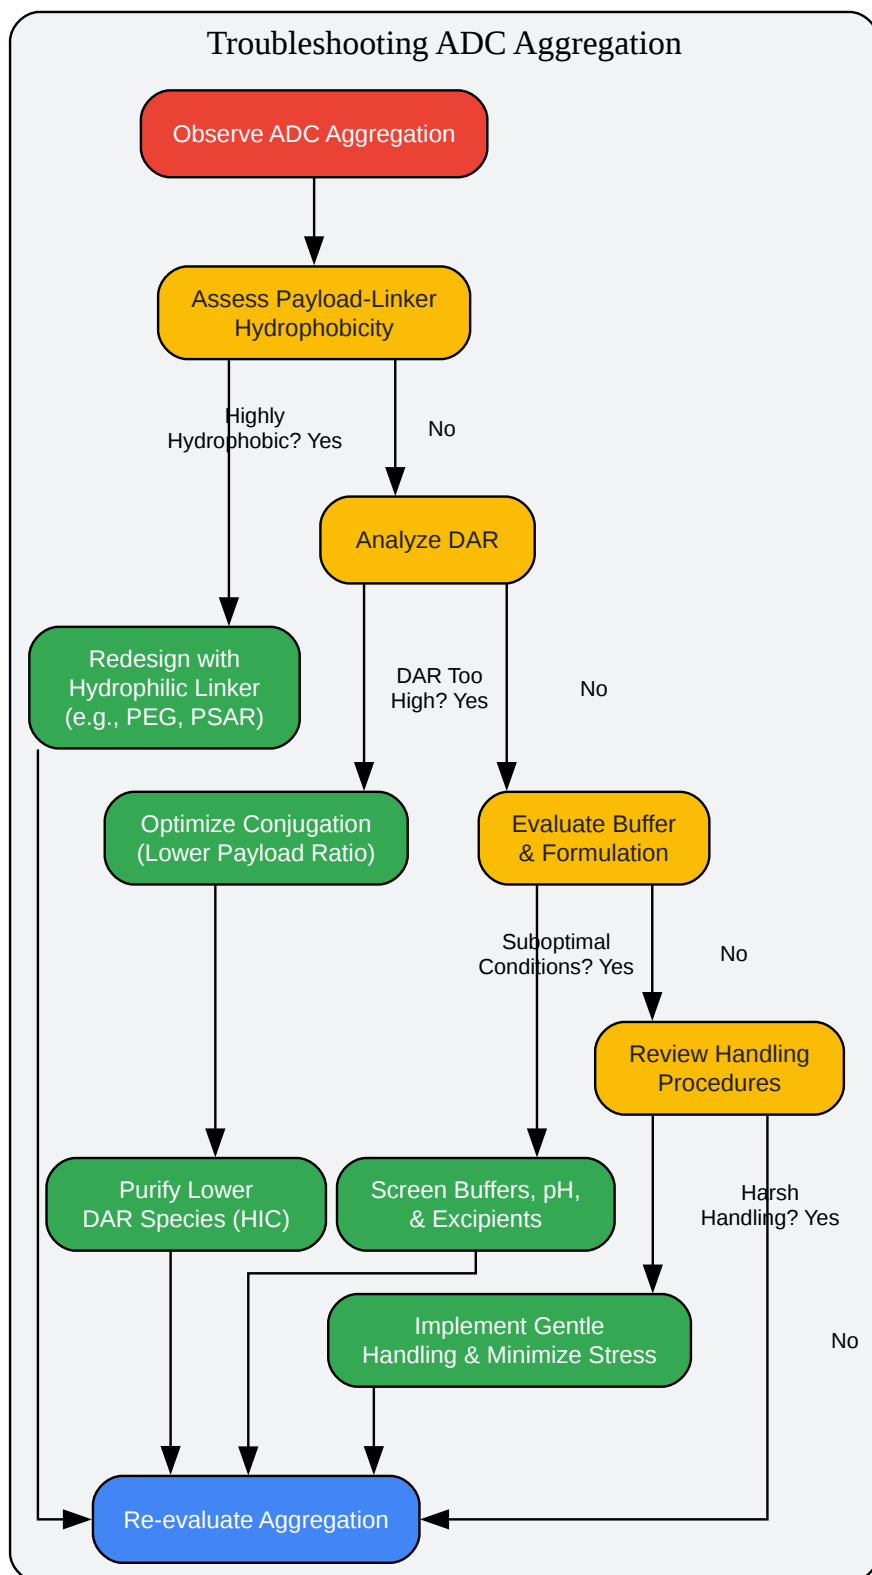 Troubleshooting ADC Aggregation
Observe ADC Aggregation
Assess Payload-Linker
Hydrophobicity
Highly
Hydrophobic? Yes
No
Analyze DAR
Redesign with
Hydrophilic Linker
(e.g., PEG, PSAR)
DAR Too
High? Yes
No
Optimize Conjugation
(Lower Payload Ratio)
Evaluate Buffer
& Formulation
Suboptimal
Conditions? Yes
No
Review Handling
Procedures
Purify Lower
DAR Species (HIC)
Screen Buffers, pH,
& Excipients
Harsh
Handling? Yes
Implement Gentle
Handling & Minimize Stress
No
Re-evaluate Aggregation